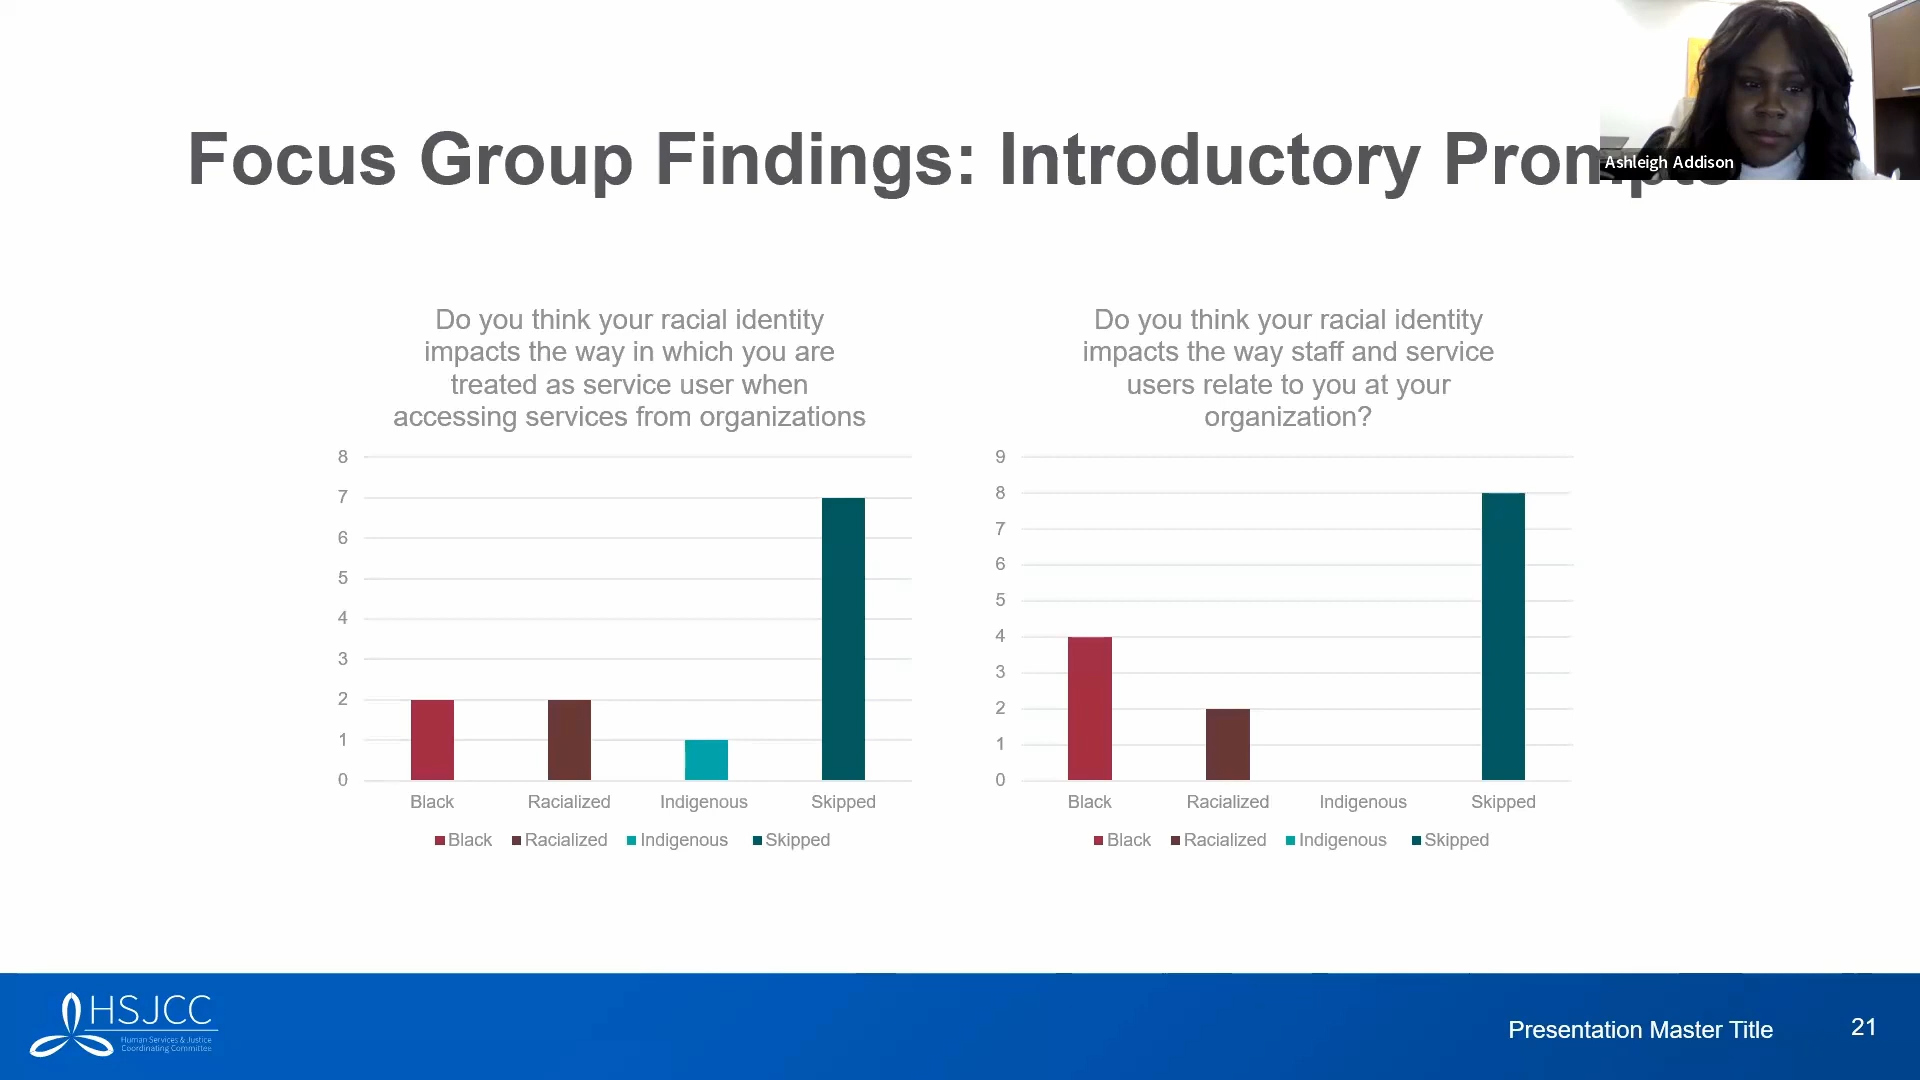 Focus Group Findings: Introductory Prompts
Ashleigh Addison
Do you think your racial identity
impacts the way in which you are
treated as service user when
accessing services from organizations
8
7
6
5
4
3
2
1
0
Black Racialized Indigenous Skipped
Black Racialized Indigenous Skipped
Do you think your racial identity
impacts the way staff and service
users relate to you at your
organization?
9
8
7
6
5
4
3
2
1
0
Black Racialized Indigenous Skipped
Black Racialized Indigenous Skipped
HSJCC
Human Services & Justice
Coordinating Committee
Presentation Master Title
21